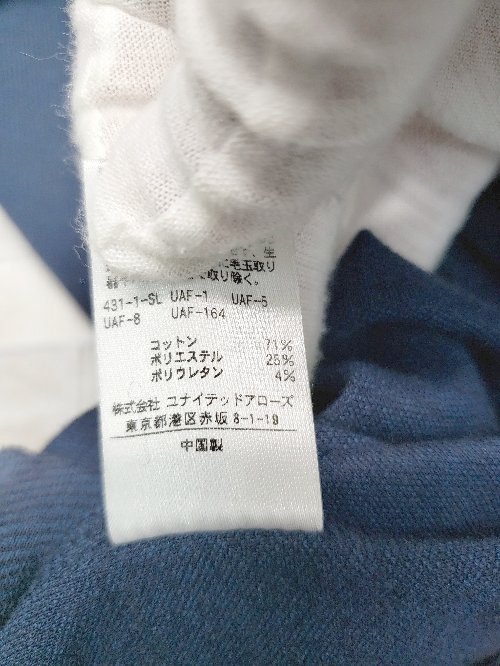 生
に毛玉取り
て取り除く。
431-1-SL UAF-1 UAF-5
UAF-8 UAF-164
コットン 71%
ポリエステル 25%
ポリウレタン 4%
株式会社 ユナイテッドアローズ
東京都港区赤坂 8-1-19
中国製